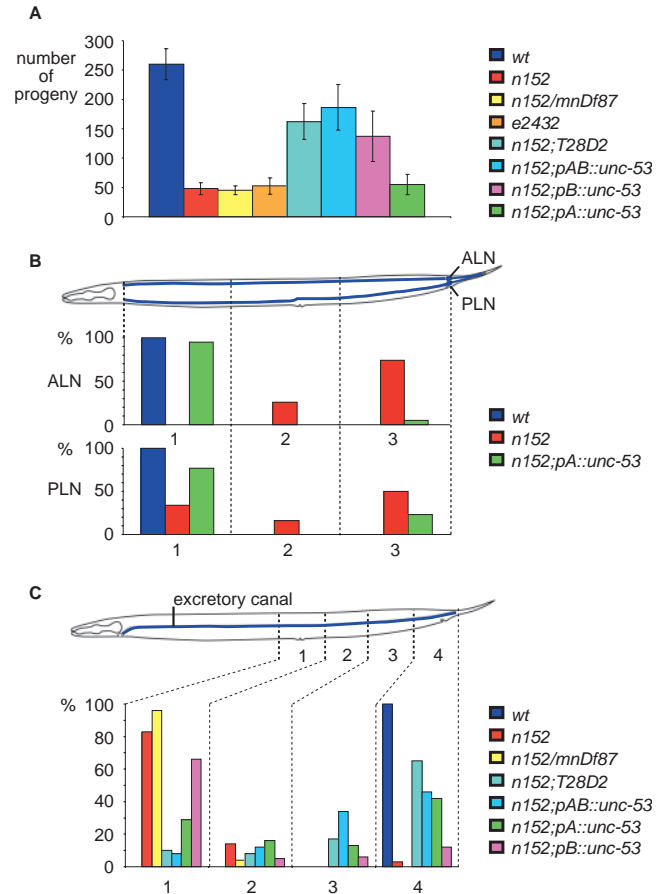 A
number
of
progeny
300
250
200
150
100
50
0
wt
n152
n152/mnDf87
e2432
n152;T28D2
n152;pAB::unc-53
n152;pB::unc-53
n152;pA::unc-53
B
ALN
PLN
% 100
ALN 50
0
1 2 3
% 100
PLN 50
0
1 2 3
wt
n152
n152;pA::unc-53
C
excretory canal
1 2 3 4
% 100
80
60
40
20
0
1 2 3 4
wt
n152
n152/mnDf87
n152;T28D2
n152;pAB::unc-53
n152;pA::unc-53
n152;pB::unc-53